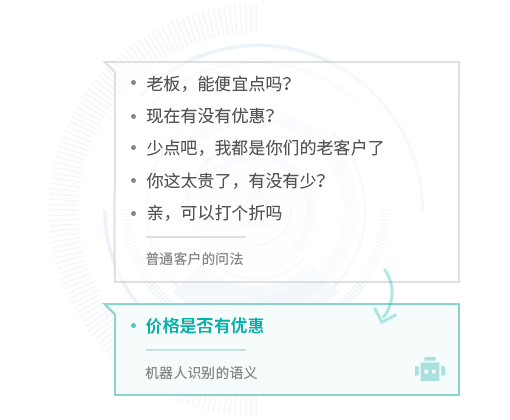 • 老板，能便宜点吗？
• 现在有没有优惠？
• 少点吧，我都是你们的老客户了
• 你这太贵了，有没有少？
• 亲，可以打个折吗
普通客户的问法
• 价格是否有优惠
机器人识别的语义